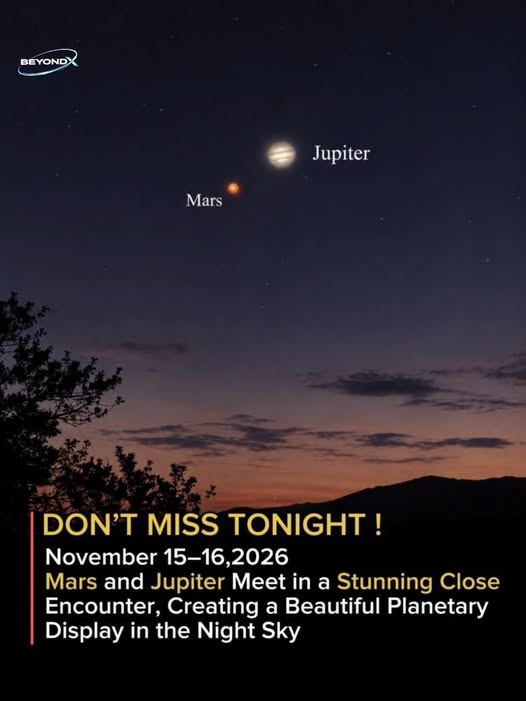 BEYONDX
Jupiter
Mars
DON'T MISS TONIGHT !
November 15–16,2026
Mars and Jupiter Meet in a Stunning Close
Encounter, Creating a Beautiful Planetary
Display in the Night Sky